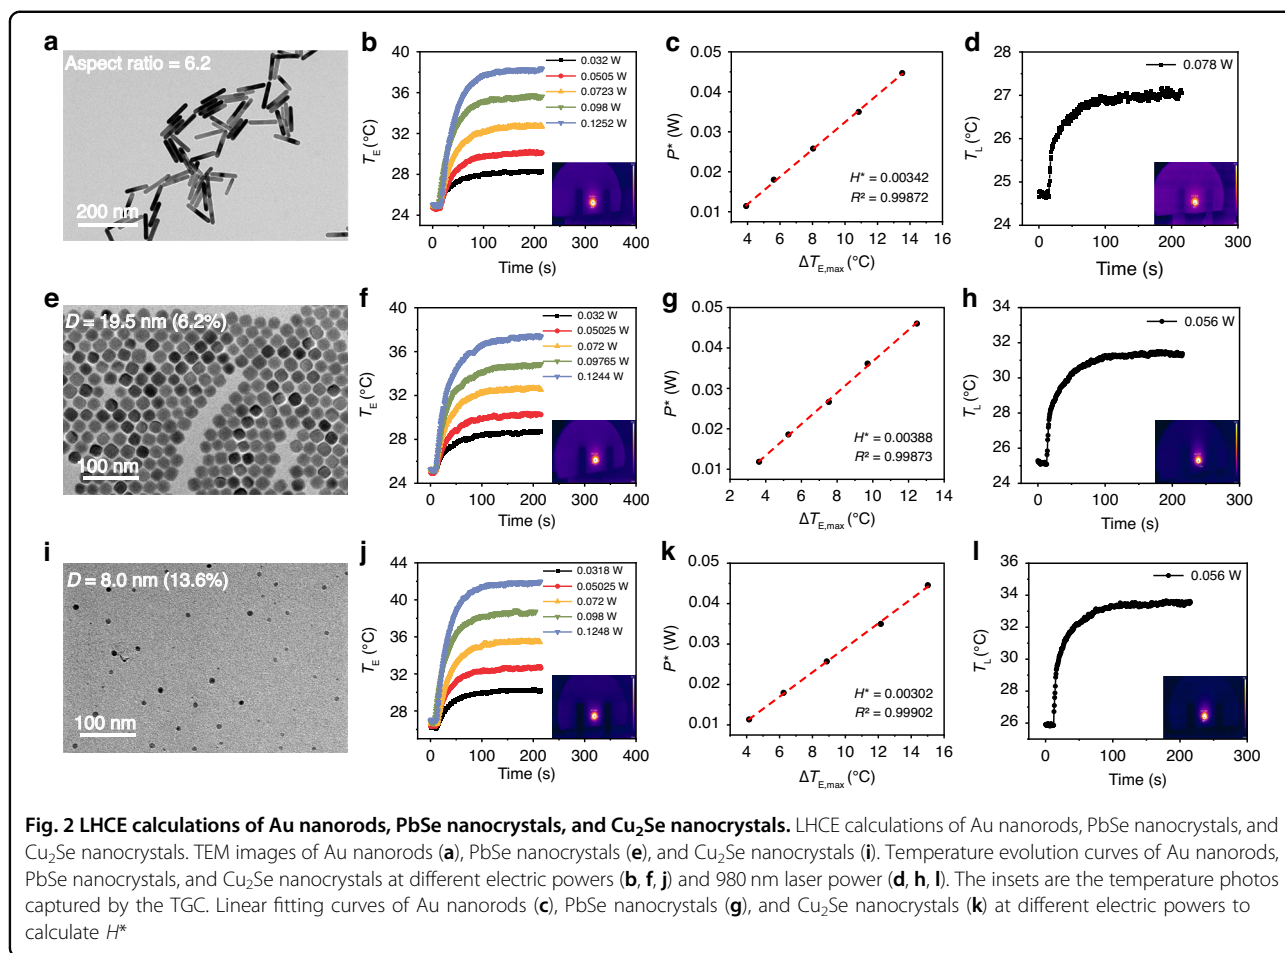 a
Aspect ratio = 6.2
200 nm
b
T_E (°C)
40
36
32
28
24
0.032 W
0.0505 W
0.0723 W
0.098 W
0.1252 W
0 100 200 300 400
Time (s)
c
P* (W)
0.05
0.04
0.03
0.02
0.01
H* = 0.00342
R² = 0.99872
4 6 8 10 12 14
ΔT_E,max (°C)
d
T_L (°C)
28
27
26
25
24
0.078 W
0 100 200 300
Time (s)
e
D = 19.5 nm (6.2%)
100 nm
f
T_E (°C)
40
36
32
28
24
0.032 W
0.05025 W
0.072 W
0.09765 W
0.1244 W
0 100 200 300 400
Time (s)
g
P* (W)
0.05
0.04
0.03
0.02
0.01
H* = 0.00388
R² = 0.99873
2 4 6 8 10 12 14
ΔT_E,max (°C)
h
T_L (°C)
34
33
31
30
28
27
25
24
0.056 W
0 100 200 300
Time (s)
i
D = 8.0 nm (13.6%)
100 nm
j
T_E (°C)
44
40
36
32
28
24
0.0318 W
0.05025 W
0.072 W
0.098 W
0.1248 W
0 100 200 300 400
Time (s)
k
P* (W)
0.05
0.04
0.03
0.02
0.01
H* = 0.00302
R² = 0.99902
4 6 8 10 12 14 16
ΔT_E,max (°C)
l
T_L (°C)
36
35
33
32
30
29
27
26
24
0.056 W
0 100 200 300
Time (s)
Fig. 2 LHCE calculations of Au nanorods, PbSe nanocrystals, and Cu₂Se nanocrystals. LHCE calculations of Au nanorods, PbSe nanocrystals, and
Cu₂Se nanocrystals. TEM images of Au nanorods (a), PbSe nanocrystals (e), and Cu₂Se nanocrystals (i). Temperature evolution curves of Au nanorods,
PbSe nanocrystals, and Cu₂Se nanocrystals at different electric powers (b, f, j) and 980 nm laser power (d, h, l). The insets are the temperature photos
captured by the TGC. Linear fitting curves of Au nanorods (c), PbSe nanocrystals (g), and Cu₂Se nanocrystals (k) at different electric powers to
calculate H*